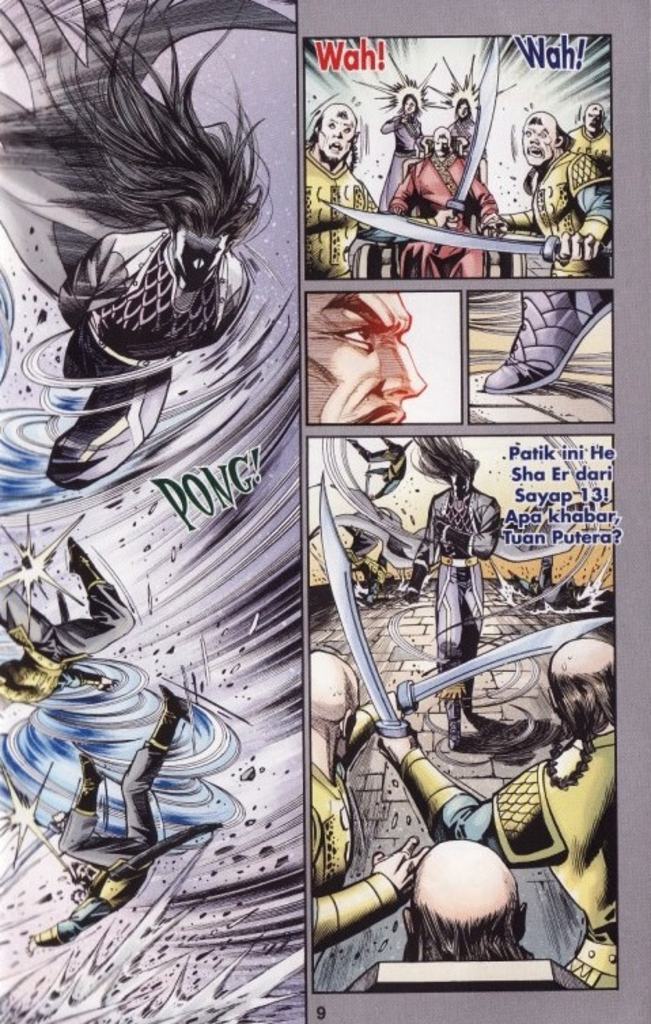 PONG!
Wah!
Wah!
Patik ini He
Sha Er dari
Sayap 13!
Apa khabar,
Tuan Putera?
9